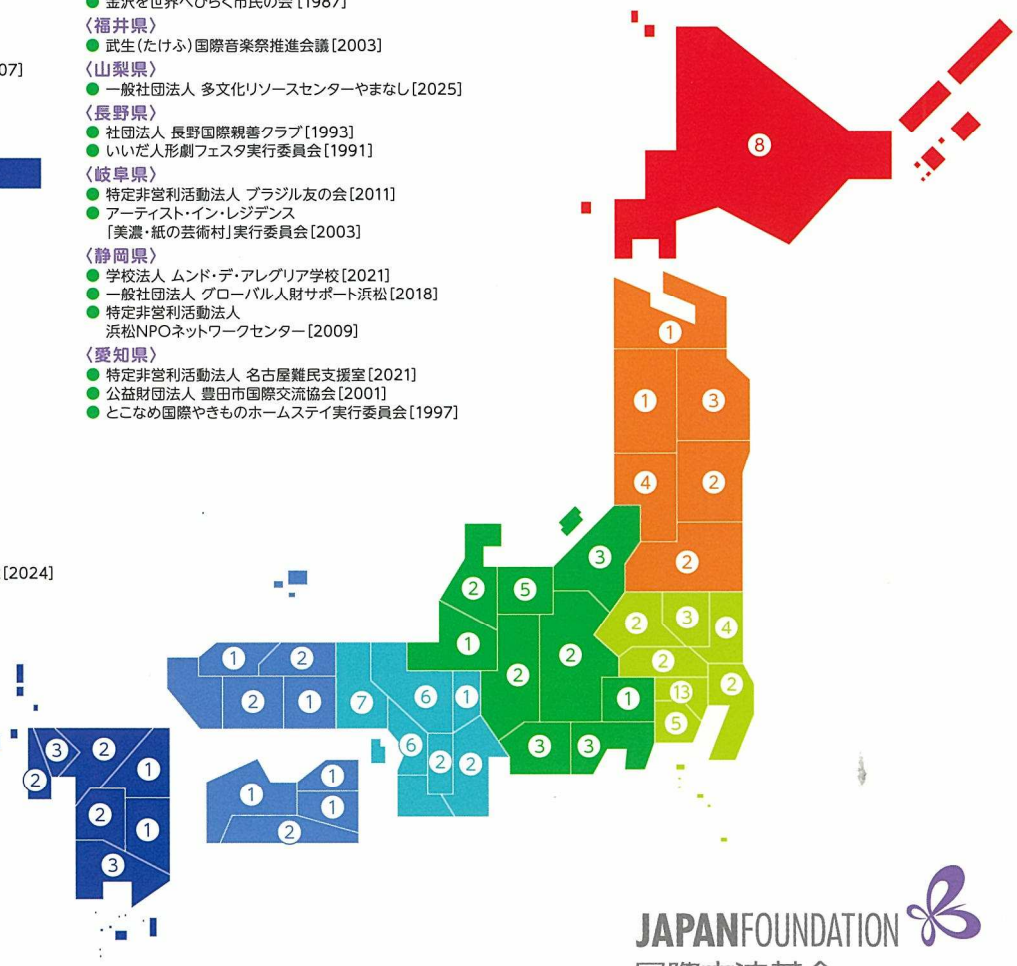 金沢を世界へひらく市民の会[1987]
〈福井県〉
● 武生(たけふ)国際音楽祭推進会議[2003]
07]
〈山梨県〉
● 一般社団法人 多文化リソースセンターやまなし[2025]
〈長野県〉
● 社団法人 長野国際親善クラブ[1993]
● いいだ人形劇フェスタ実行委員会[1991]
〈岐阜県〉
● 特定非営利活動法人 ブラジル友の会[2011]
● アーティスト・イン・レジデンス
「美濃・紙の芸術村」実行委員会[2003]
〈静岡県〉
● 学校法人 ムンド・デ・アレグリア学校[2021]
● 一般社団法人 グローバル人財サポート浜松[2018]
● 特定非営利活動法人
浜松NPOネットワークセンター[2009]
〈愛知県〉
● 特定非営利活動法人 名古屋難民支援室[2021]
● 公益財団法人 豊田市国際交流協会[2001]
● とこなめ国際やきものホームステイ実行委員会[1997]
[2024]
8
1
1 3
4 2
2
3
2 5
2 3 4
1
2
2
2
13
2
1
5
3 3
1 2
2 1
7
6 1
6
2 2
1
1
1
2
3 2
1
2
2
1
3
JAPANFOUNDATION